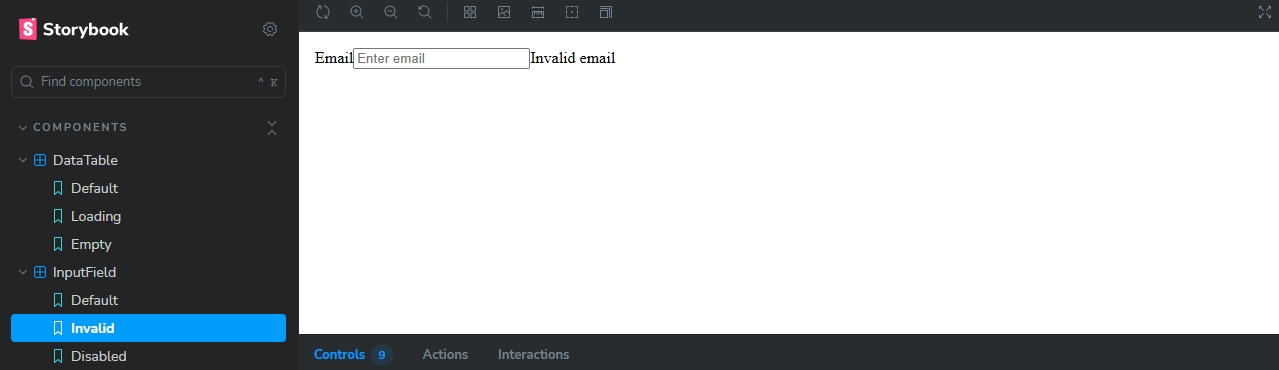 Storybook
Find components
^ K
COMPONENTS
DataTable
Default
Loading
Empty
InputField
Default
Invalid
Disabled
Email Enter email Invalid email
Controls 9 Actions Interactions